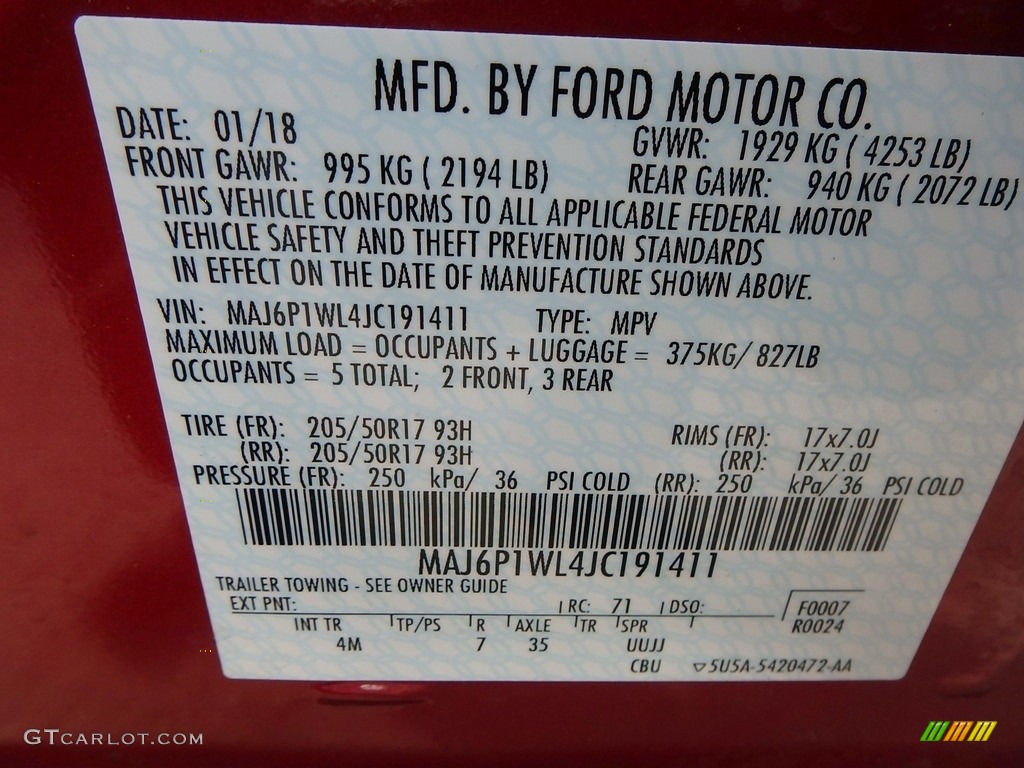 MFD. BY FORD MOTOR CO.
DATE: 01/18 GVWR: 1929 KG ( 4253 LB)
FRONT GAWR: 995 KG ( 2194 LB) REAR GAWR: 940 KG ( 2072 LB)
THIS VEHICLE CONFORMS TO ALL APPLICABLE FEDERAL MOTOR
VEHICLE SAFETY AND THEFT PREVENTION STANDARDS
IN EFFECT ON THE DATE OF MANUFACTURE SHOWN ABOVE.
VIN: MAJ6P1WL4JC191411 TYPE: MPV
MAXIMUM LOAD = OCCUPANTS + LUGGAGE = 375KG/ 827LB
OCCUPANTS = 5 TOTAL; 2 FRONT, 3 REAR
TIRE (FR): 205/50R17 93H RIMS (FR): 17x7.0J
(RR): 205/50R17 93H (RR): 17x7.0J
PRESSURE (FR): 250 kPa/ 36 PSI COLD (RR): 250 kPa/ 36 PSI COLD
MAJ6P1WL4JC191411
TRAILER TOWING - SEE OWNER GUIDE
EXT PNT: RC: 71 DSO: F0007
INT TR TP/PS R AXLE TR SPR R0024
4M 7 35 UUJJ
CBU 5U5A-5420472-AA
GTCARLOT.COM